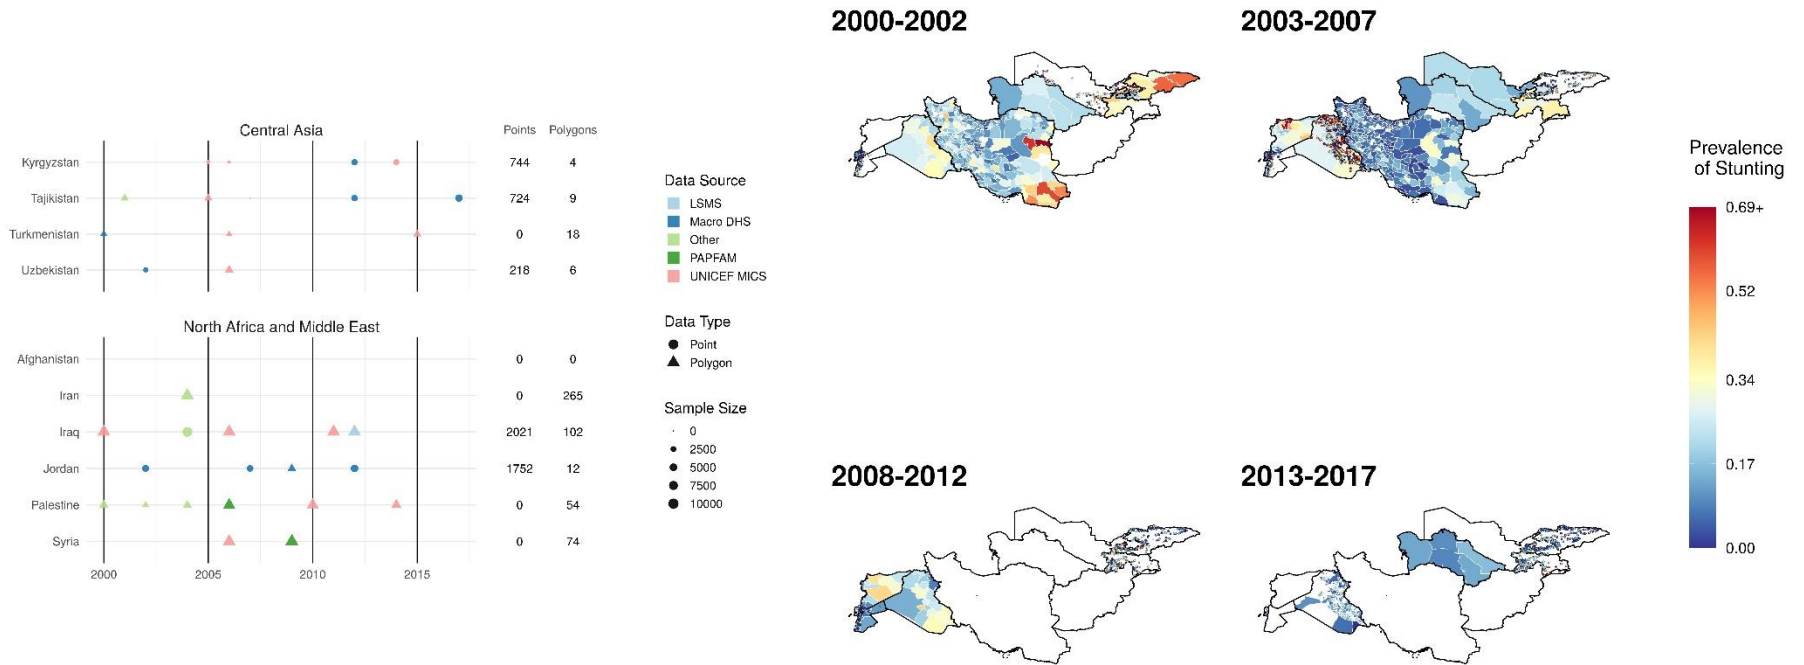 Central Asia
Points Polygons
Kyrgyzstan 744 4
Tajikistan 724 9
Turkmenistan 0 18
Uzbekistan 218 6
North Africa and Middle East
Afghanistan 0 0
Iran 0 265
Iraq 2021 102
Jordan 1752 12
Palestine 0 54
Syria 0 74
2000 2005 2010 2015
Data Source
LSMS
Macro DHS
Other
PAPFAM
UNICEF MICS
Data Type
Point
Polygon
Sample Size
0
2500
5000
7500
10000
2000-2002
2003-2007
2008-2012
2013-2017
Prevalence
of Stunting
0.69+
0.52
0.34
0.17
0.00